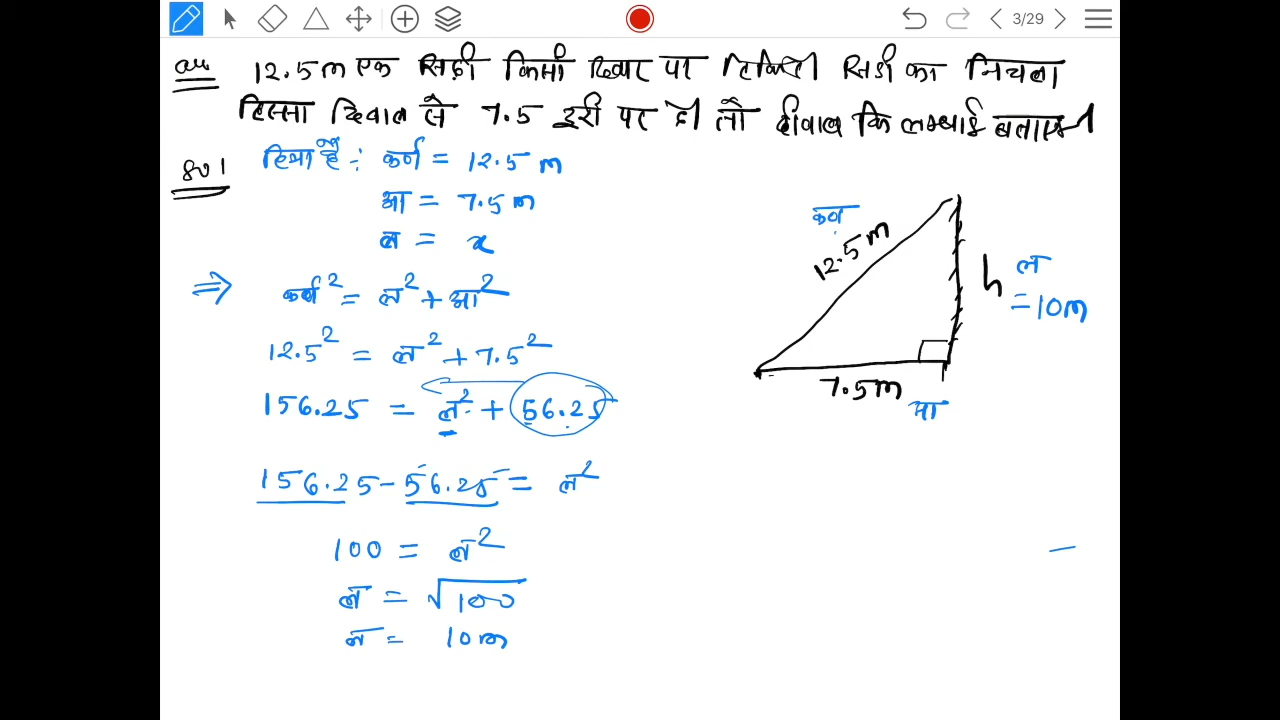 3/29
Qu 12.5m एक सिढ़ी किसी दिवार पर टिकि है। सिढी का निचला
हिस्सा दिवाल से 7.5 दूरी पर हो तो दीवाल कि लम्बाई बताएं।
Sol दिया है :- कर्ण = 12.5 m
आ = 7.5 m
ल = x
⇒ कर्ण² = ल² + आ²
12.5² = ल² + 7.5²
156.25 = ल² + 56.25
156.25 - 56.25 = ल²
100 = ल²
ल = √100
ल = 10m
कर्ण
12.5m
h ल
= 10m
7.5m
आ